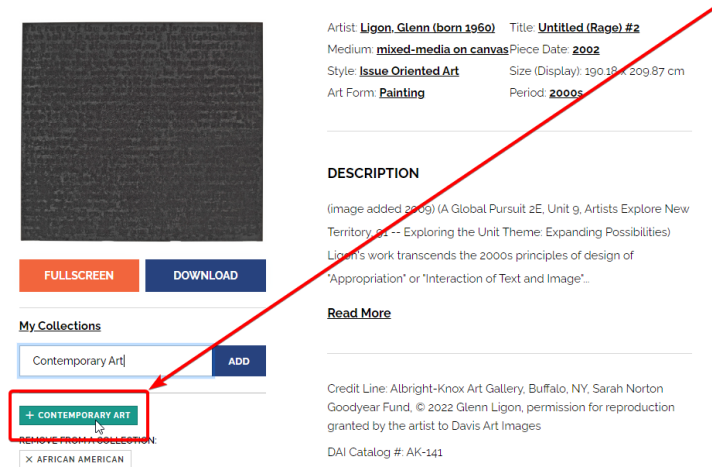 Artist: Ligon, Glenn (born 1960) Title: Untitled (Rage) #2
Medium: mixed-media on canvas Piece Date: 2002
Style: Issue Oriented Art Size (Display): 190.18 x 209.87 cm
Art Form: Painting Period: 2000s
DESCRIPTION
(image added 2009) (A Global Pursuit 2E, Unit 9, Artists Explore New
Territory, 91 -- Exploring the Unit Theme: Expanding Possibilities)
Ligon's work transcends the 2000s principles of design of
"Appropriation" or "Interaction of Text and Image"...
Read More
Credit Line: Albright-Knox Art Gallery, Buffalo, NY, Sarah Norton
Goodyear Fund, © 2022 Glenn Ligon, permission for reproduction
granted by the artist to Davis Art Images
DAI Catalog #: AK-141
FULLSCREEN DOWNLOAD
My Collections
Contemporary Art ADD
+ CONTEMPORARY ART
REMOVE FROM A COLLECTION:
× AFRICAN AMERICAN